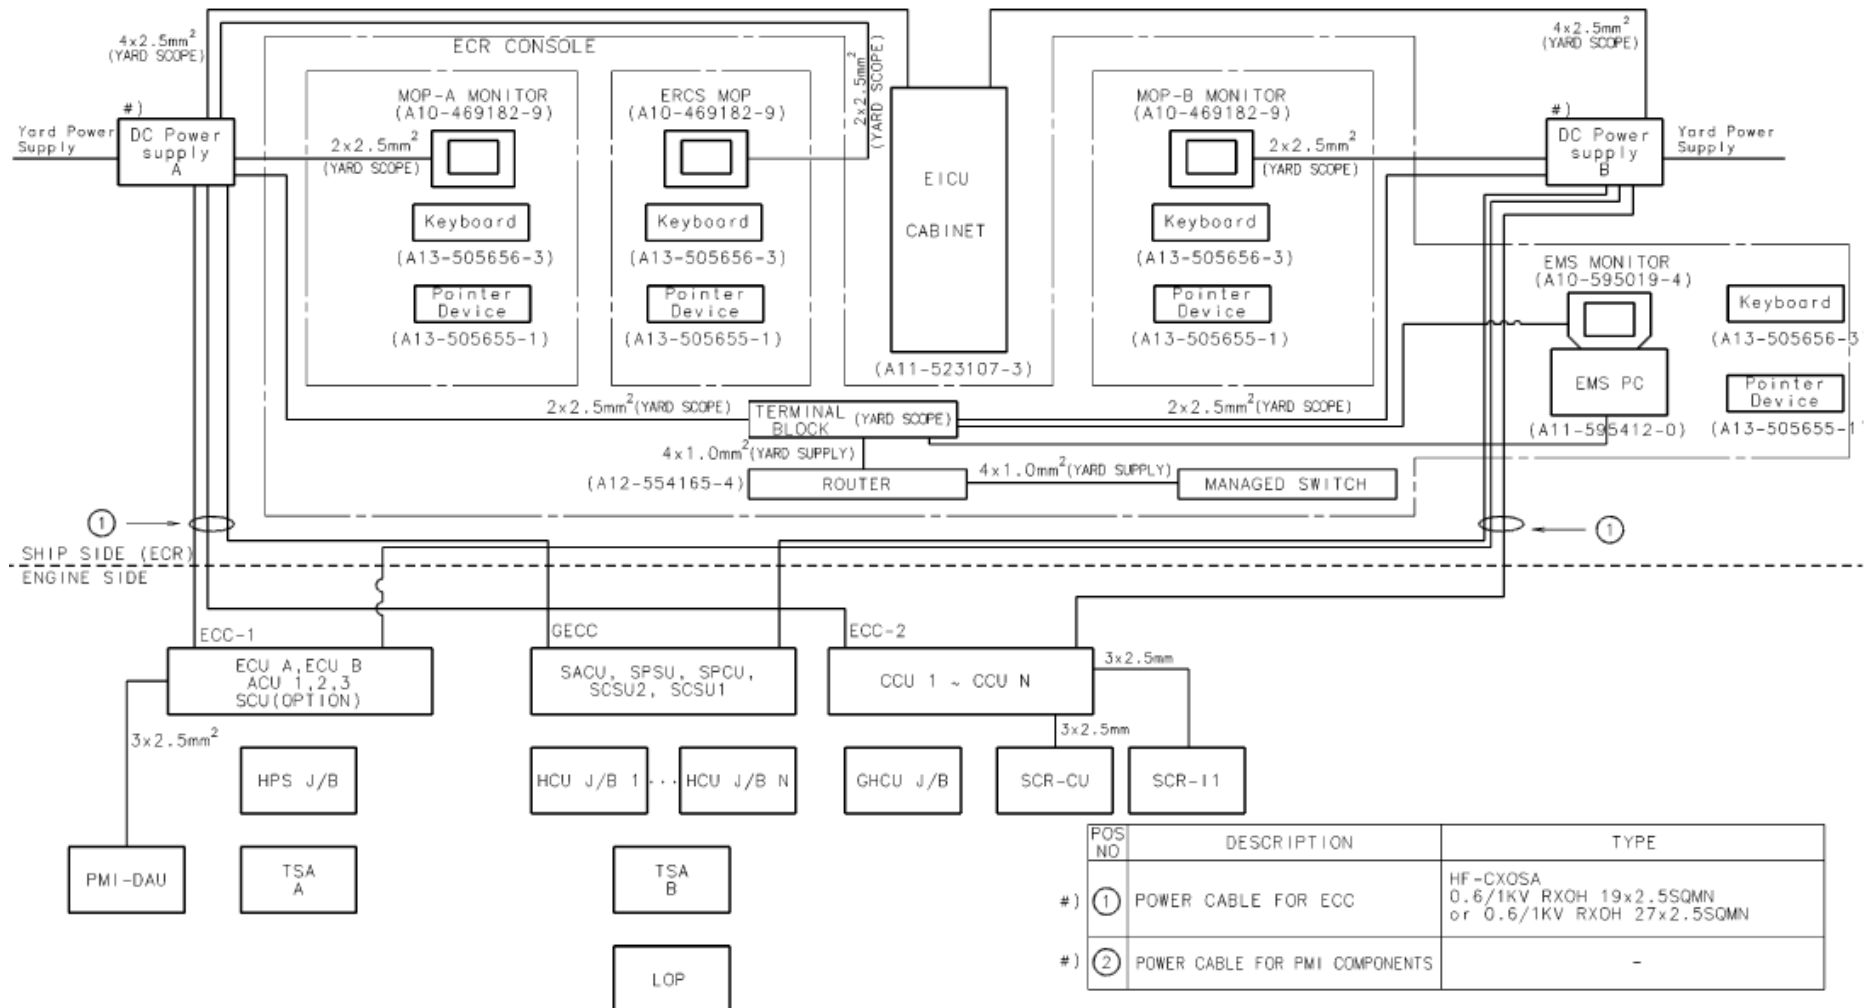 4x2.5mm²
(YARD SCOPE)
ECR CONSOLE
2x2.5mm²
(YARD SCOPE)
4x2.5mm²
(YARD SCOPE)
#)
Yard Power
Supply
DC Power
supply
A
2x2.5mm²
(YARD SCOPE)
MOP-A MONITOR
(A10-469182-9)
Keyboard
(A13-505656-3)
Pointer
Device
(A13-505655-1)
ERCS MOP
(A10-469182-9)
Keyboard
(A13-505656-3)
Pointer
Device
(A13-505655-1)
EICU
CABINET
(A11-523107-3)
MOP-B MONITOR
(A10-469182-9)
2x2.5mm²
(YARD SCOPE)
Keyboard
(A13-505656-3)
Pointer
Device
(A13-505655-1)
#)
DC Power
supply
B
Yard Power
Supply
EMS MONITOR
(A10-595019-4)
EMS PC
(A11-595412-0)
Keyboard
(A13-505656-3
Pointer
Device
(A13-505655-1)
2x2.5mm²(YARD SCOPE)
TERMINAL
BLOCK
(YARD SCOPE)
2x2.5mm²(YARD SCOPE)
4x1.0mm²(YARD SUPPLY)
(A12-554165-4)
ROUTER
4x1.0mm²(YARD SUPPLY)
MANAGED SWITCH
1
1
SHIP SIDE (ECR)
ENGINE SIDE
ECC-1
ECU A,ECU B
ACU 1,2,3
SCU(OPTION)
GECC
SACU, SPSU, SPCU,
SCSU2, SCSU1
ECC-2
CCU 1 ~ CCU N
3x2.5mm
3x2.5mm
3x2.5mm²
HPS J/B
HCU J/B 1
...
HCU J/B N
GHCU J/B
SCR-CU
SCR-I1
PMI-DAU
TSA
A
TSA
B
LOP
POS
NO
DESCRIPTION
TYPE
#)
1
POWER CABLE FOR ECC
HF-CXOSA
0.6/1KV RXOH 19x2.5SQMN
or 0.6/1KV RXOH 27x2.5SQMN
#)
2
POWER CABLE FOR PMI COMPONENTS
-